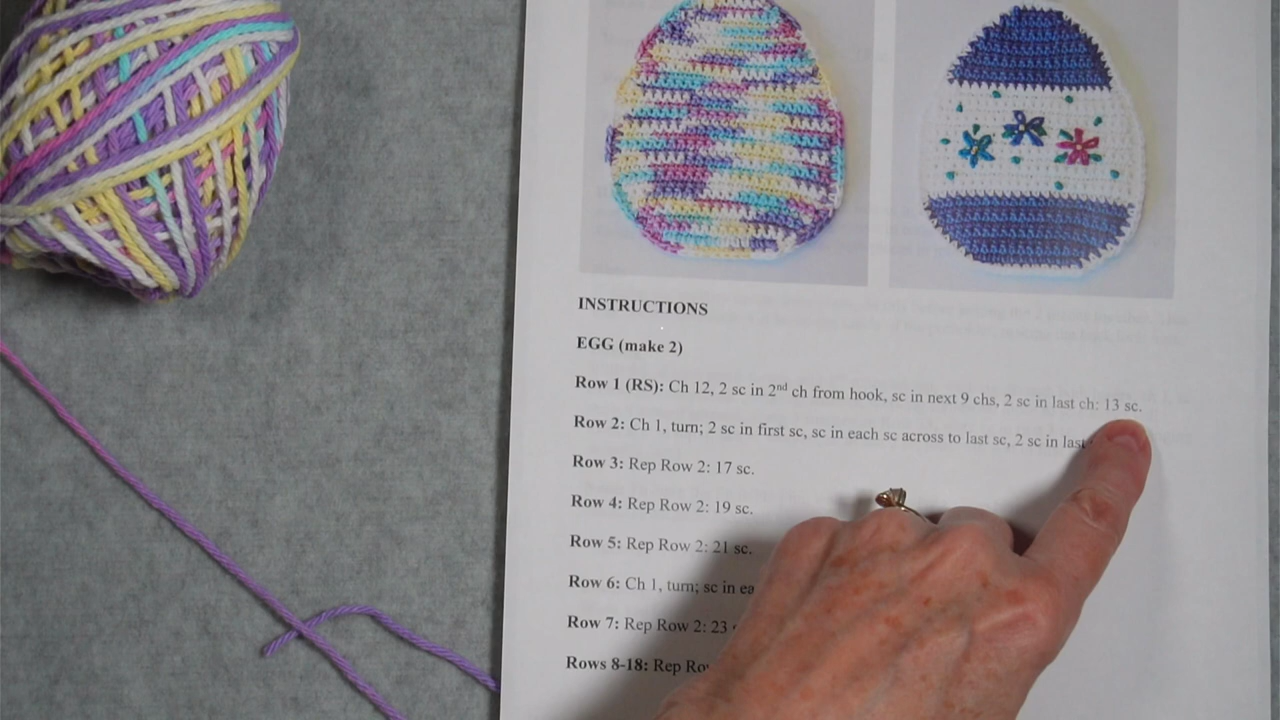 INSTRUCTIONS
EGG (make 2)
Row 1 (RS): Ch 12, 2 sc in 2nd ch from hook, sc in next 9 chs, 2 sc in last ch: 13 sc.
Row 2: Ch 1, turn; 2 sc in first sc, sc in each sc across to last sc, 2 sc in last
Row 3: Rep Row 2: 17 sc.
Row 4: Rep Row 2: 19 sc.
Row 5: Rep Row 2: 21 sc.
Row 6: Ch 1, turn; sc in
Row 7: Rep Row 2: 23
Rows 8-18: Rep